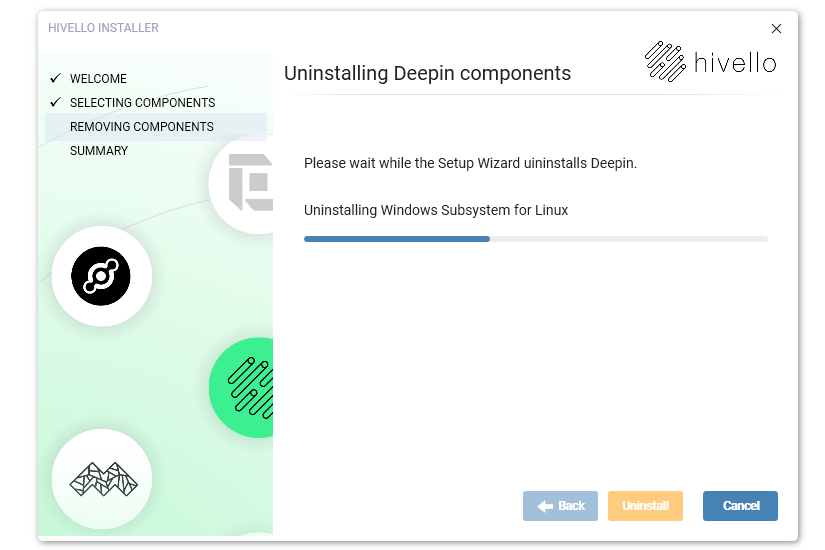 HIVELLO INSTALLER
hivello
WELCOME
SELECTING COMPONENTS
REMOVING COMPONENTS
SUMMARY
Uninstalling Deepin components
Please wait while the Setup Wizard uininstalls Deepin.
Uninstalling Windows Subsystem for Linux
Back
Uninstall
Cancel